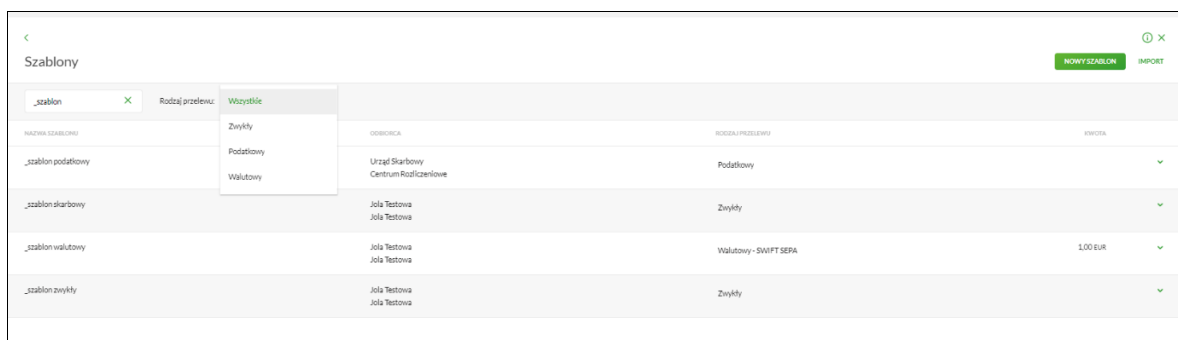 Szablony
NOWY SZABLON IMPORT
_szablon Rodzaj przelewu: Wszystkie
Zwykły
Podatkowy
Walutowy
NAZWA SZABLONU ODBIORCA RODZAJ PRZELEWU KWOTA
_szablon podatkowy Urząd Skarbowy Podatkowy
Centrum Rozliczeniowe
_szablon skarbowy Jola Testowa Zwykły
Jola Testowa
_szablon walutowy Jola Testowa Walutowy - SWIFT SEPA 1,00 EUR
Jola Testowa
_szablon zwykły Jola Testowa Zwykły
Jola Testowa